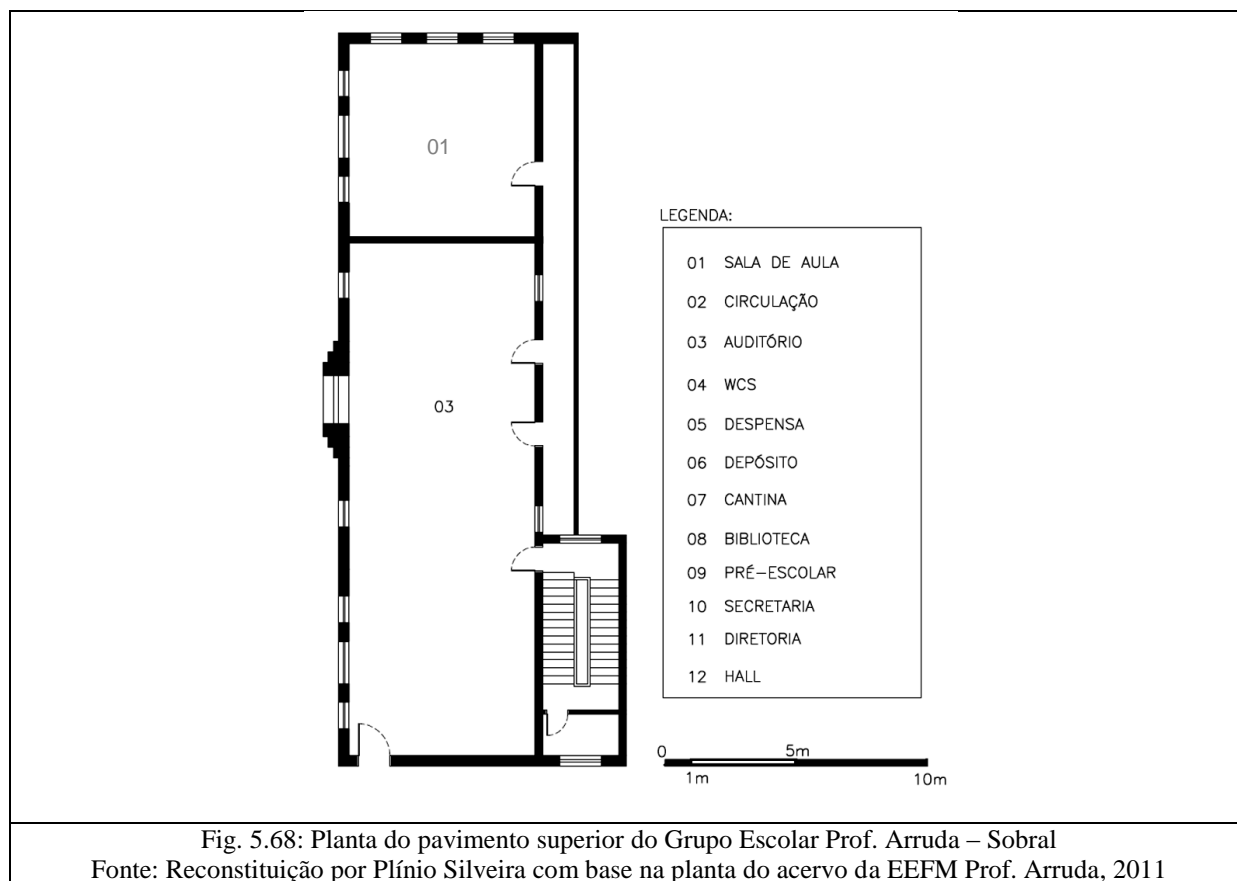 01
03
LEGENDA:
01 SALA DE AULA
02 CIRCULAÇÃO
03 AUDITÓRIO
04 WCS
05 DESPENSA
06 DEPÓSITO
07 CANTINA
08 BIBLIOTECA
09 PRÉ-ESCOLAR
10 SECRETARIA
11 DIRETORIA
12 HALL
0 5m
1m 10m
Fig. 5.68: Planta do pavimento superior do Grupo Escolar Prof. Arruda – Sobral
Fonte: Reconstituição por Plínio Silveira com base na planta do acervo da EEFM Prof. Arruda, 2011